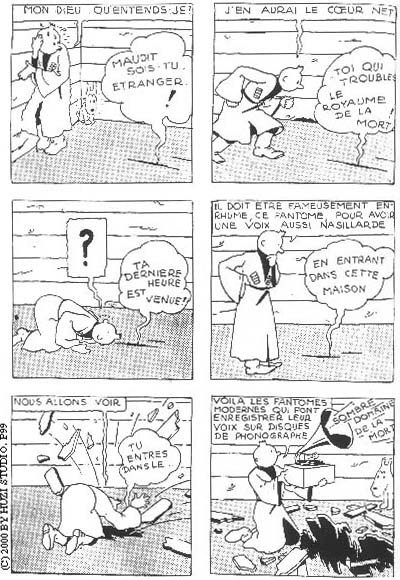 MON DIEU, QU'ENTENDS-JE?
MAUDIT
SOIS-TU,
ETRANGER
!
J'EN AURAI LE CŒUR NET
TOI QUI
TROUBLES
LE
ROYAUME
DE LA
MORT!
?
TA
DERNIERE
HEURE
EST
VENUE!
IL DOIT ETRE FAMEUSEMENT EN-
RHUME, CE FANTOME, POUR AVOIR
UNE VOIX AUSSI NASILLARDE
EN ENTRANT
DANS CETTE
MAISON
NOUS ALLONS VOIR
TU
ENTRES
DANS LE
VOILA LES FANTOMES
MODERNES QUI FONT
ENREGISTRER LEUR
VOIX SUR DISQUES
DE PHONOGRAPHE
SOMBRE
DOMAINE
DE LA
MORT
(C) 2000 BY HUZI STUDIO. P99